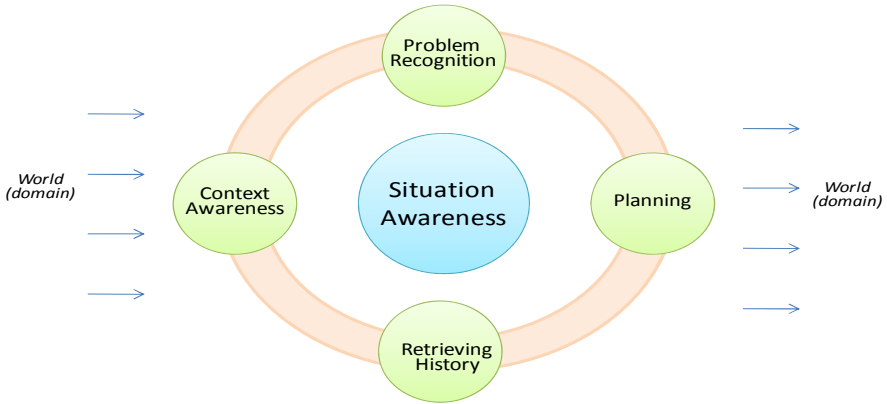 Problem
Recognition
World
(domain)
Context
Awareness
Situation
Awareness
Planning
World
(domain)
Retrieving
History